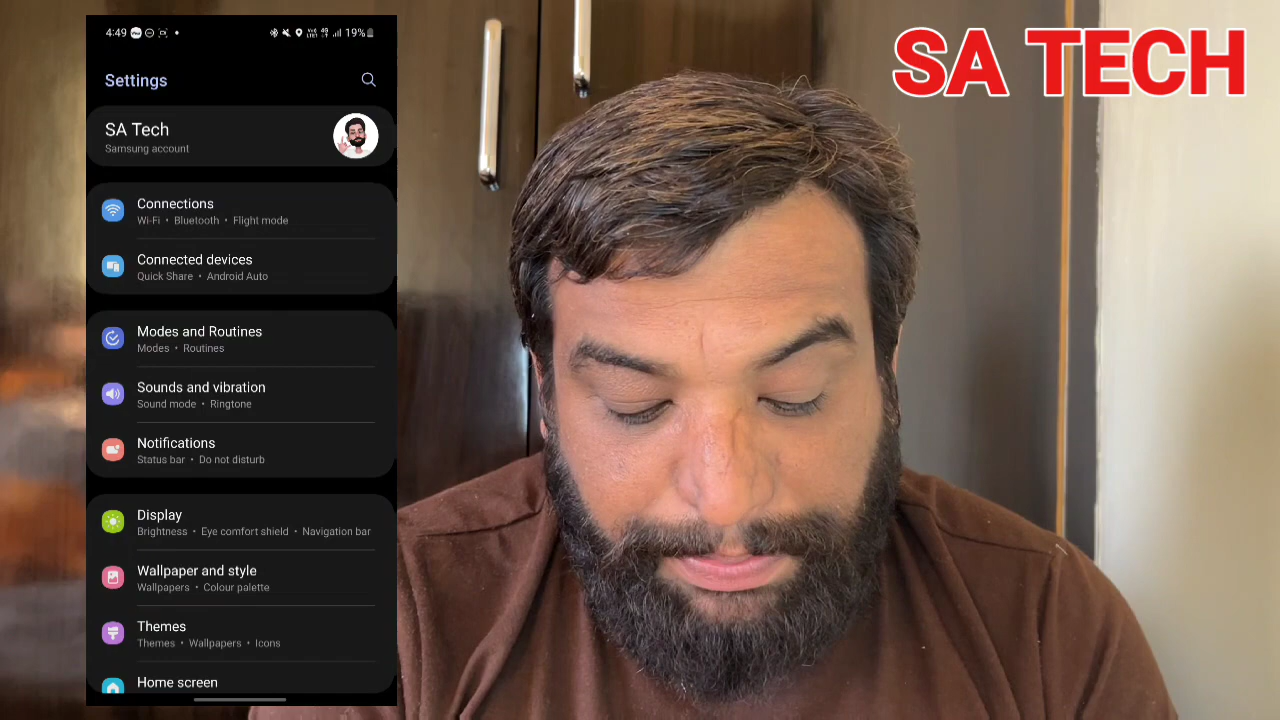 4:49
19%
SA TECH
Settings
SA Tech
Samsung account
Connections
Wi-Fi • Bluetooth • Flight mode
Connected devices
Quick Share • Android Auto
Modes and Routines
Modes • Routines
Sounds and vibration
Sound mode • Ringtone
Notifications
Status bar • Do not disturb
Display
Brightness • Eye comfort shield • Navigation bar
Wallpaper and style
Wallpapers • Colour palette
Themes
Themes • Wallpapers • Icons
Home screen